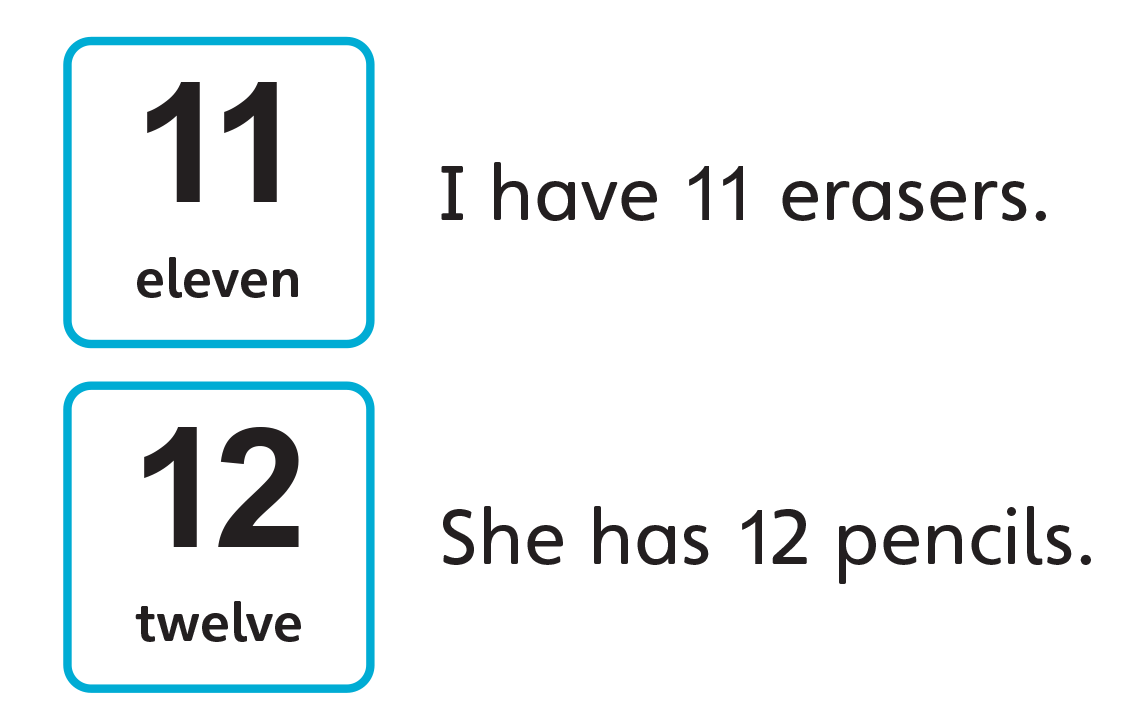 11
eleven
I have 11 erasers.
12
twelve
She has 12 pencils.